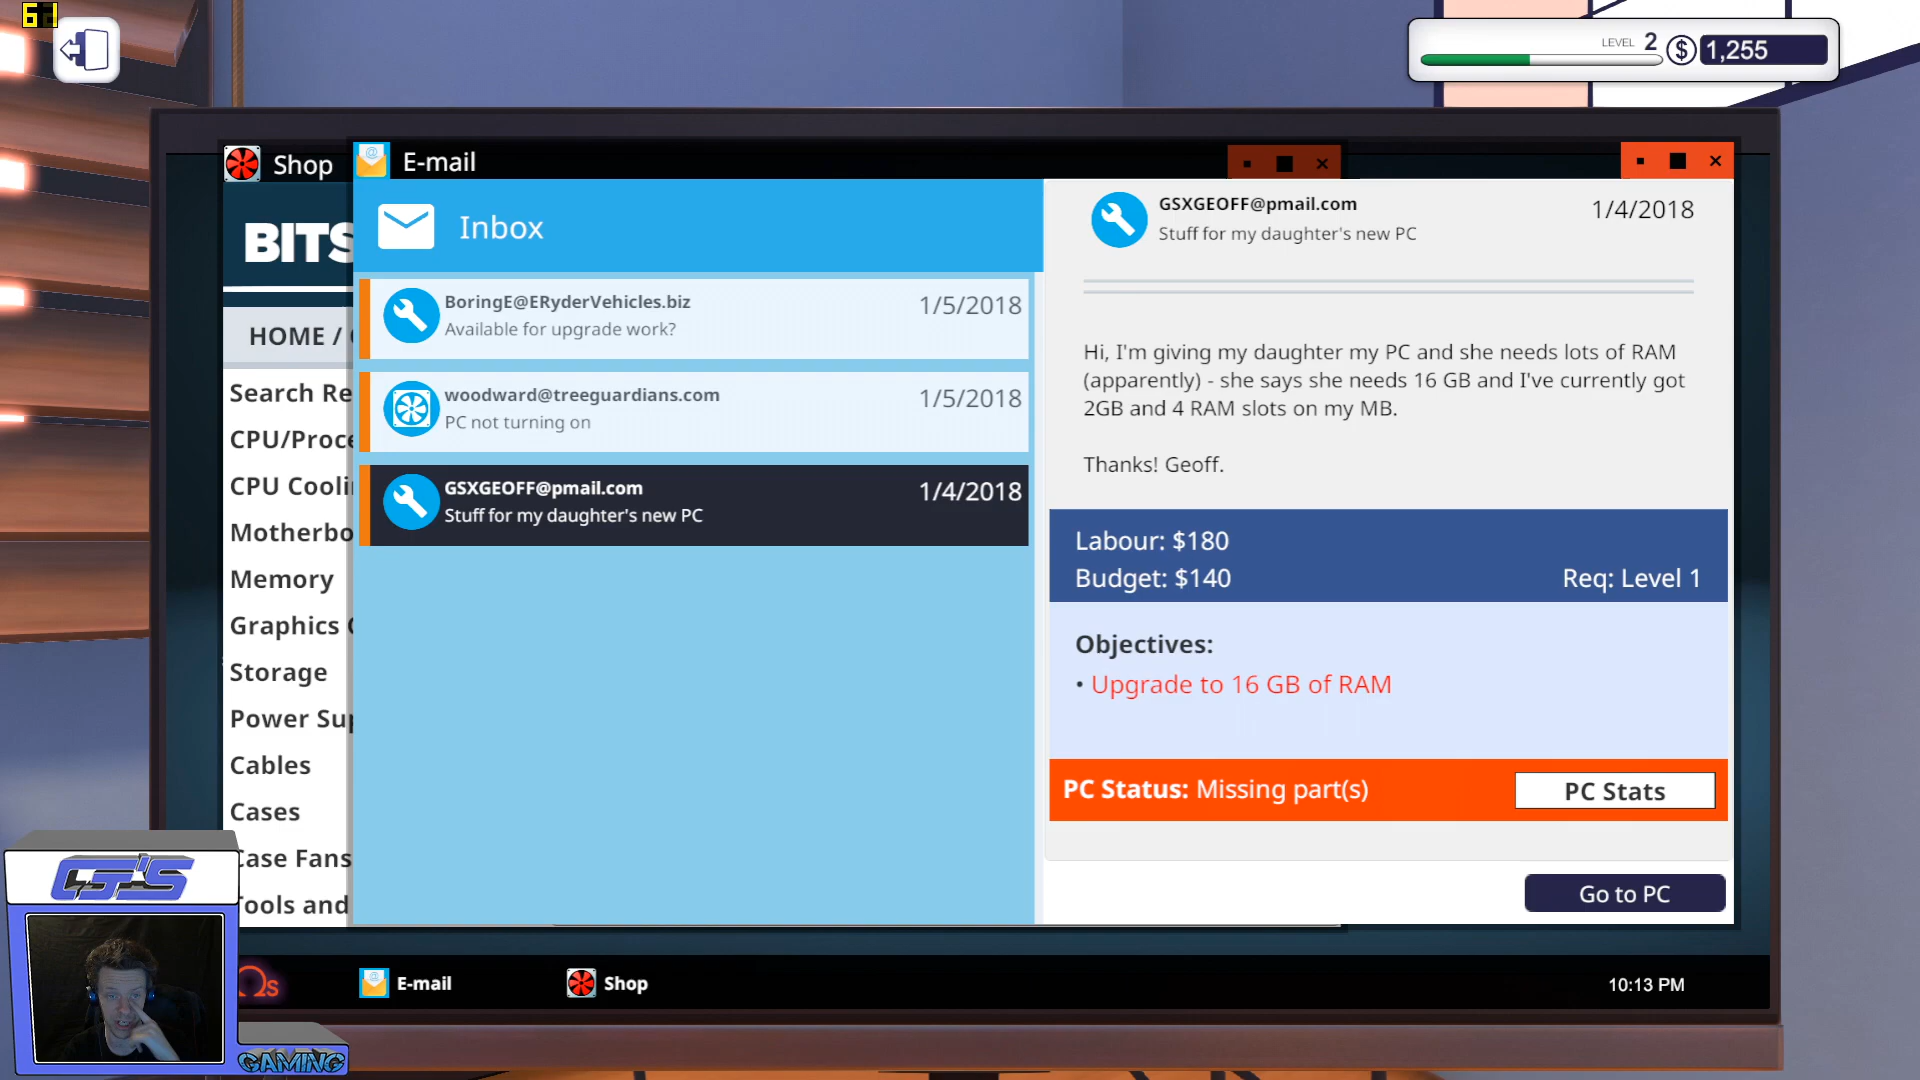 LEVEL 2 $ 1,255
Shop
E-mail
BITS
Inbox
HOME /
Search Re
CPU/Proce
CPU Cooli
Motherbo
Memory
Graphics
Storage
Power Sup
Cables
Cases
Case Fans
Tools and
BoringE@ERyderVehicles.biz 1/5/2018
Available for upgrade work?
woodward@treeguardians.com 1/5/2018
PC not turning on
GSXGEOFF@pmail.com 1/4/2018
Stuff for my daughter's new PC
GSXGEOFF@pmail.com 1/4/2018
Stuff for my daughter's new PC
Hi, I'm giving my daughter my PC and she needs lots of RAM
(apparently) - she says she needs 16 GB and I've currently got
2GB and 4 RAM slots on my MB.
Thanks! Geoff.
Labour: $180
Budget: $140 Req: Level 1
Objectives:
• Upgrade to 16 GB of RAM
PC Status: Missing part(s) PC Stats
Go to PC
E-mail Shop 10:13 PM
CJ'S
GAMING